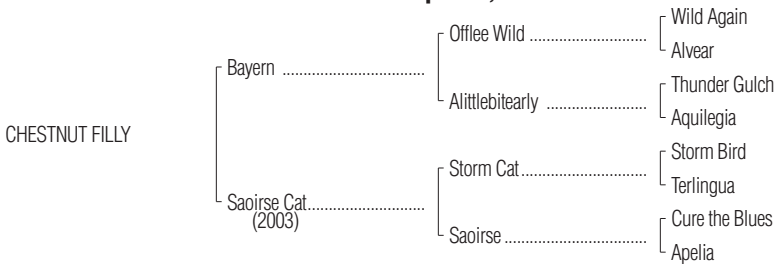 Wild Again
Offlee Wild ................................
Alvear
Bayern .......................................
Thunder Gulch
Alittlebitearly ............................
Aquilegia
CHESTNUT FILLY
Storm Bird
Storm Cat..................................
Terlingua
Saoirse Cat................................
(2003)
Cure the Blues
Saoirse .......................................
Apelia